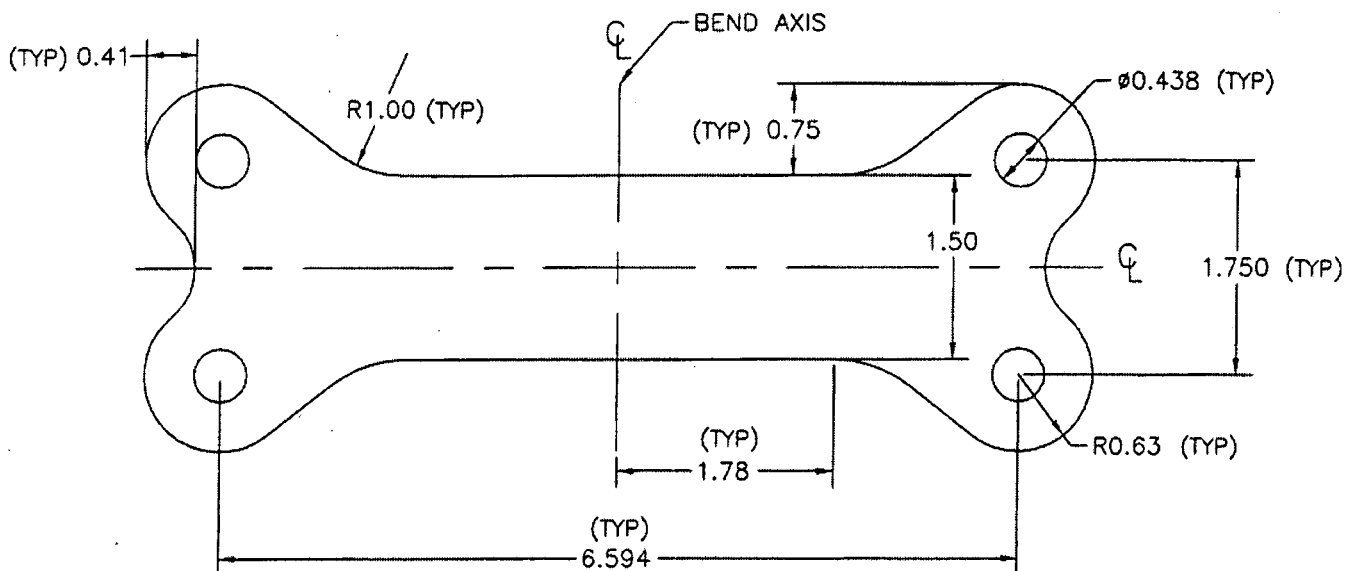 BEND AXIS
℄
(TYP) 0.41
R1.00 (TYP)
(TYP) 0.75
ø0.438 (TYP)
1.50
℄
1.750 (TYP)
(TYP)
1.78
R0.63 (TYP)
(TYP)
6.594